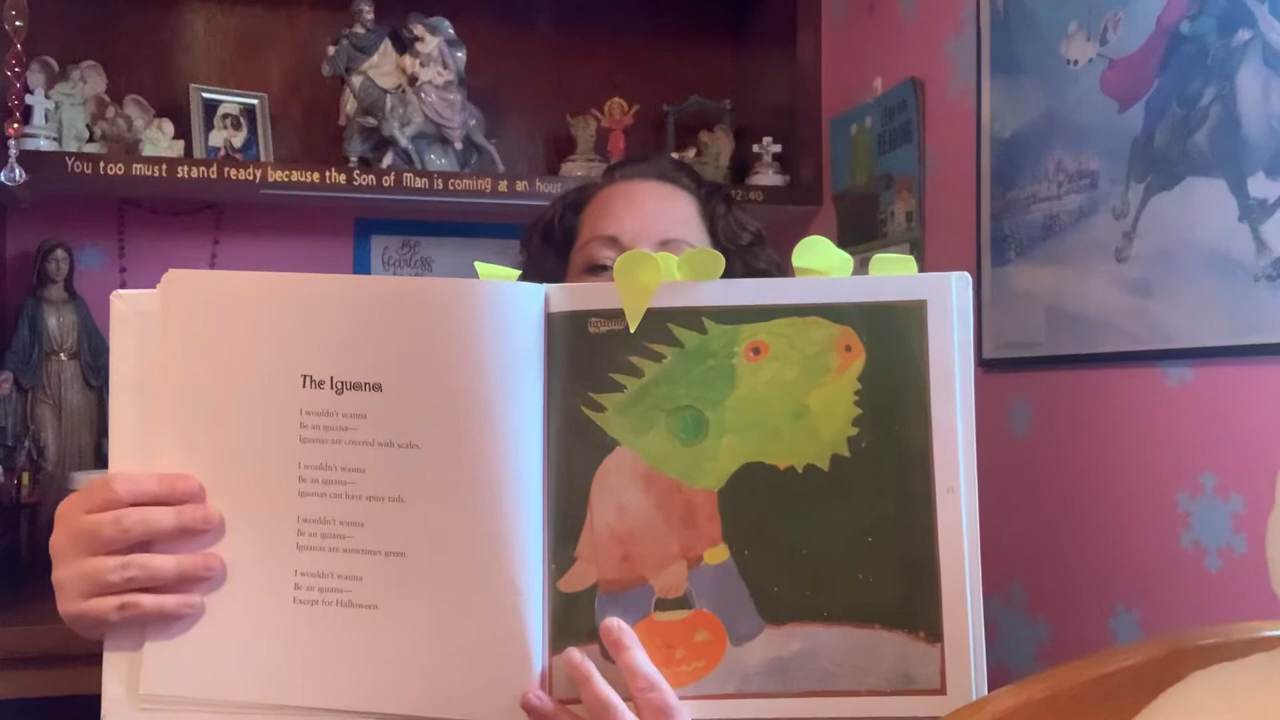 You too must stand ready because the Son of Man is coming at an hour
12:40
Be
fearless
READING
iguana
The Iguana
I wouldn't wanna
Be an iguana—
Iguanas are covered with scales.
I wouldn't wanna
Be an iguana—
Iguanas can have spiny tails.
I wouldn't wanna
Be an iguana—
Iguanas are sometimes green.
I wouldn't wanna
Be an iguana—
Except for Halloween.